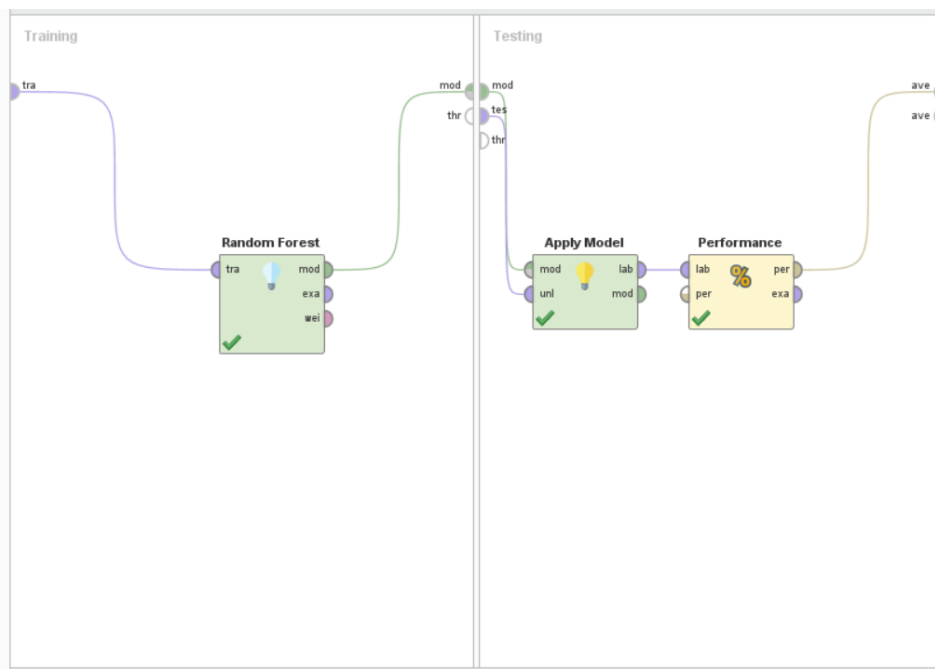 Training
Testing
tra
mod
mod
ave
thr
tes
ave
thr
Random Forest
Apply Model
Performance
tra
mod
mod
lab
lab
per
exa
unl
mod
per
exa
wei
%